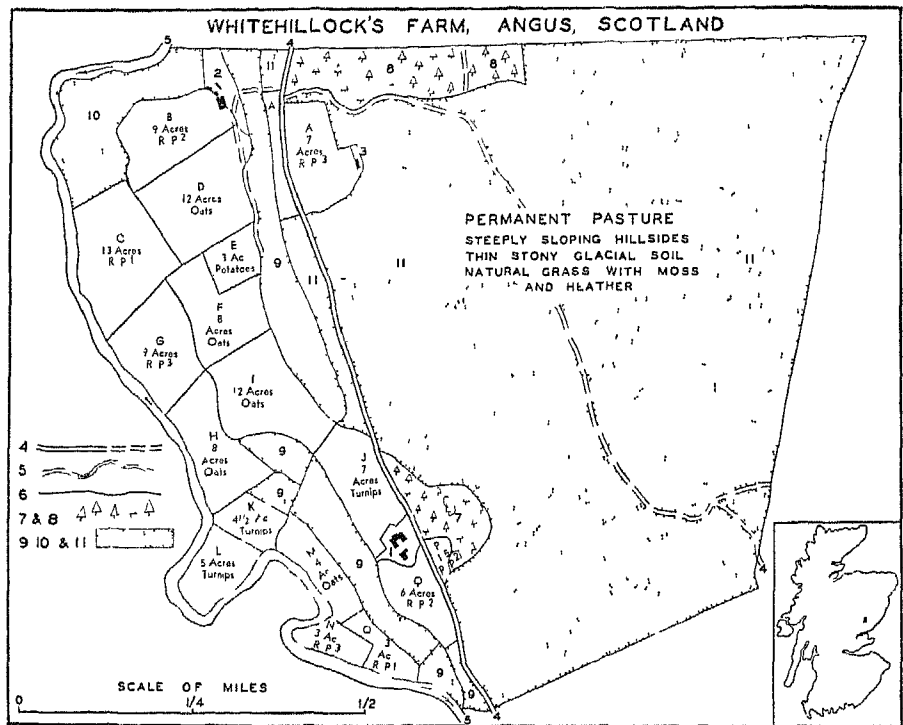 WHITEHILLOCK'S FARM, ANGUS, SCOTLAND
5
4
2
11
8
8
10
B
9 Acres
R P 2
A
7
Acres
R P 3
3
D
12 Acres
Oats
PERMANENT PASTURE
STEEPLY SLOPING HILLSIDES
THIN STONY GLACIAL SOIL
NATURAL GRASS WITH MOSS
AND HEATHER
C
13 Acres
R P 1
E
3 Ac
Potatoes
9
11
11
11
F
8
Acres
Oats
G
9 Acres
R P 3
I
12 Acres
Oats
H
8
Acres
Oats
9
J
7
Acres
Turnips
4
5
6
7 & 8
9 10 & 11
9
K
4½ Ac
Turnips
L
5 Acres
Turnips
M
4
Ac
Oats
9
Q
6 Acres
R P 2
4
N
3 Ac
R P 3
O
3
Ac
R P 1
9
9
SCALE OF MILES
0
1/4
1/2
5
4